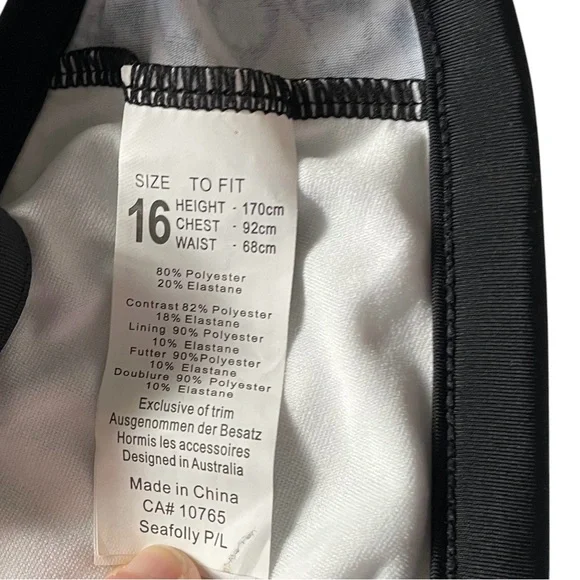 SIZE TO FIT
16 HEIGHT - 170cm
CHEST - 92cm
WAIST - 68cm
80% Polyester
20% Elastane
Contrast 82% Polyester
18% Elastane
Lining 90% Polyester
10% Elastane
Futter 90%Polyester
10% Elastane
Doublure 90% Polyester
10% Elastane
Exclusive of trim
Ausgenommen der Besatz
Hormis les accessoires
Designed in Australia
Made in China
CA# 10765
Seafolly P/L